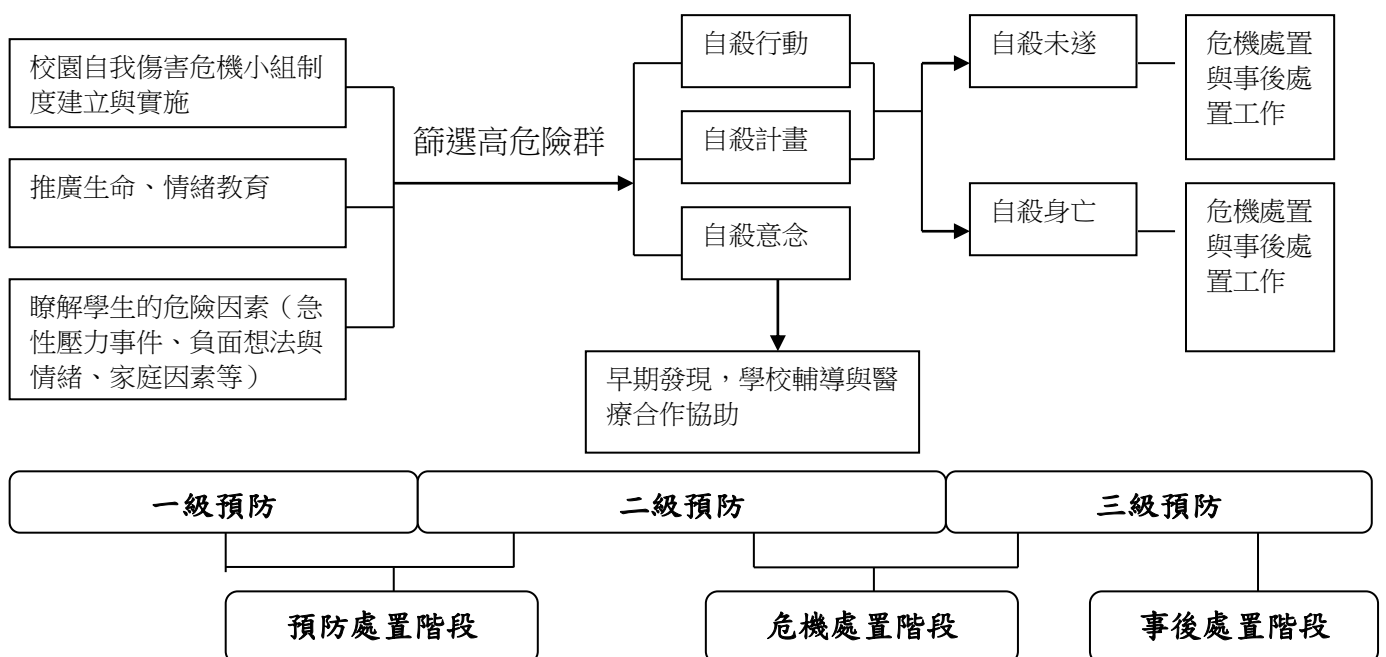 校園自我傷害危機小組制
度建立與實施
推廣生命、情緒教育
瞭解學生的危險因素（急
性壓力事件、負面想法與
情緒、家庭因素等）
篩選高危險群
自殺行動
自殺計畫
自殺意念
早期發現，學校輔導與醫
療合作協助
自殺未遂
自殺身亡
危機處置
與事後處
置工作
危機處置
與事後處
置工作
一級預防
二級預防
三級預防
預防處置階段
危機處置階段
事後處置階段